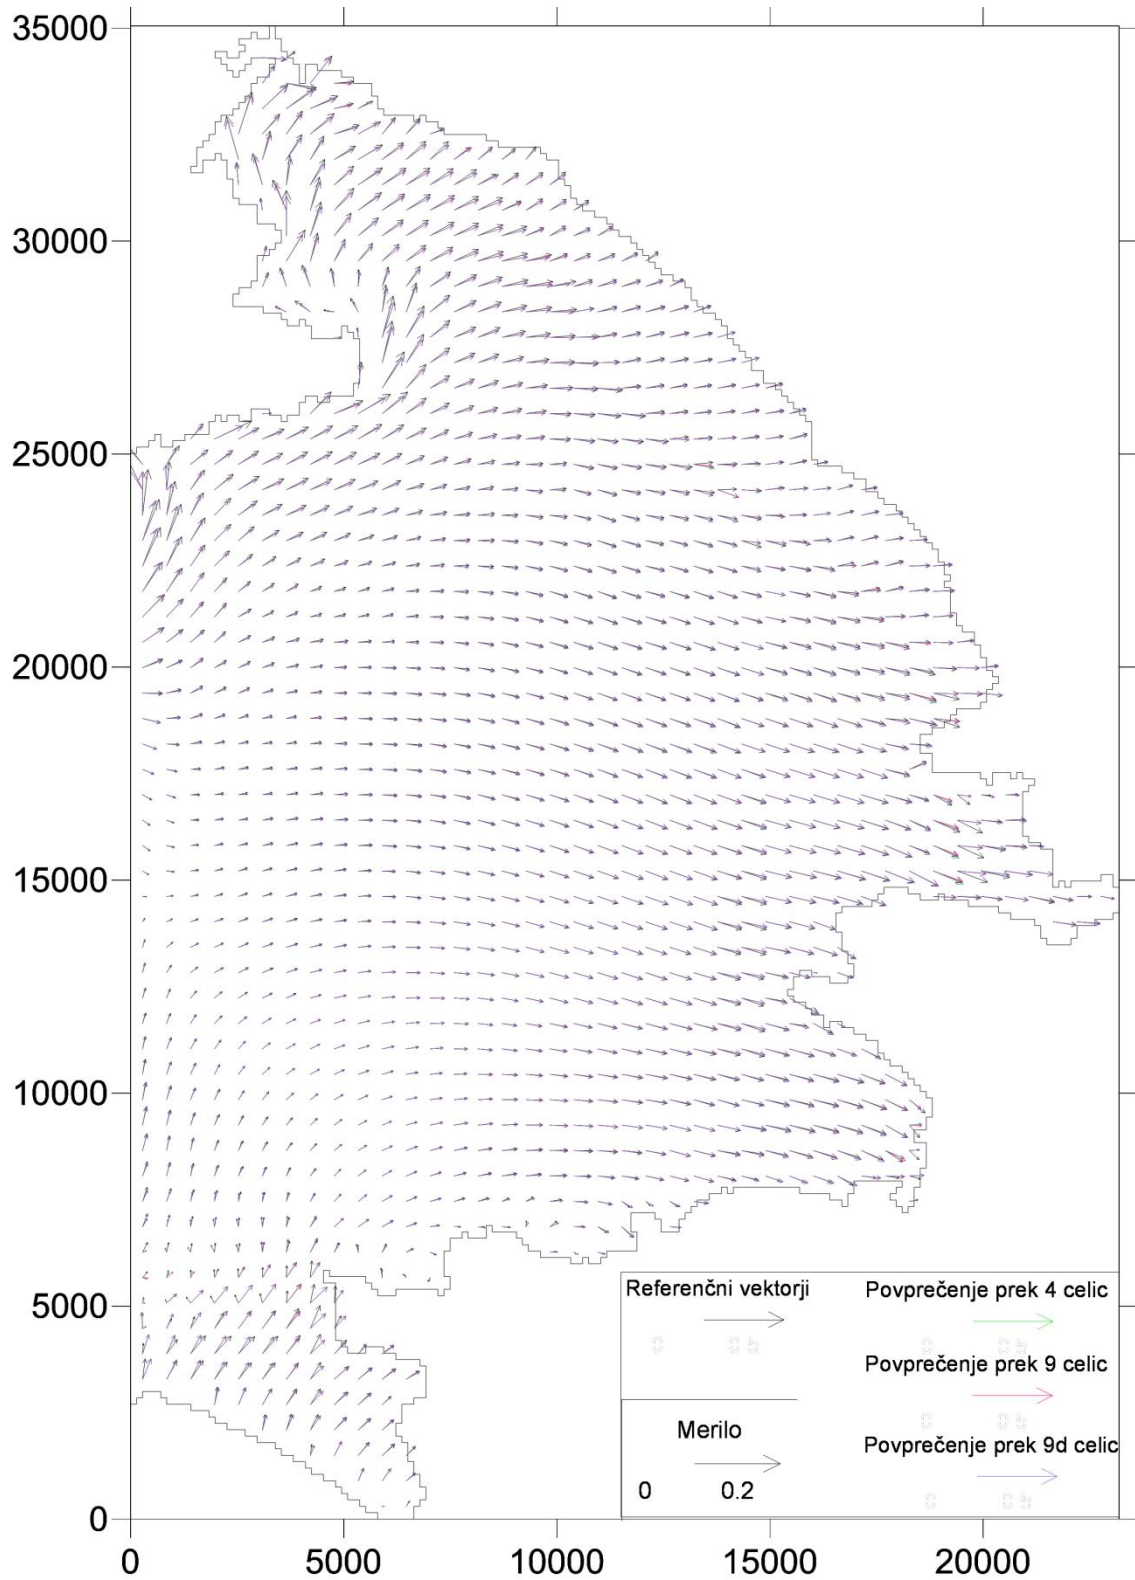 35000
30000
25000
20000
15000
10000
5000
0
Referenčni vektorji
Povprečenje prek 4 celic
Povprečenje prek 9 celic
Merilo
Povprečenje prek 9d celic
0 0.2
0 5000 10000 15000 20000